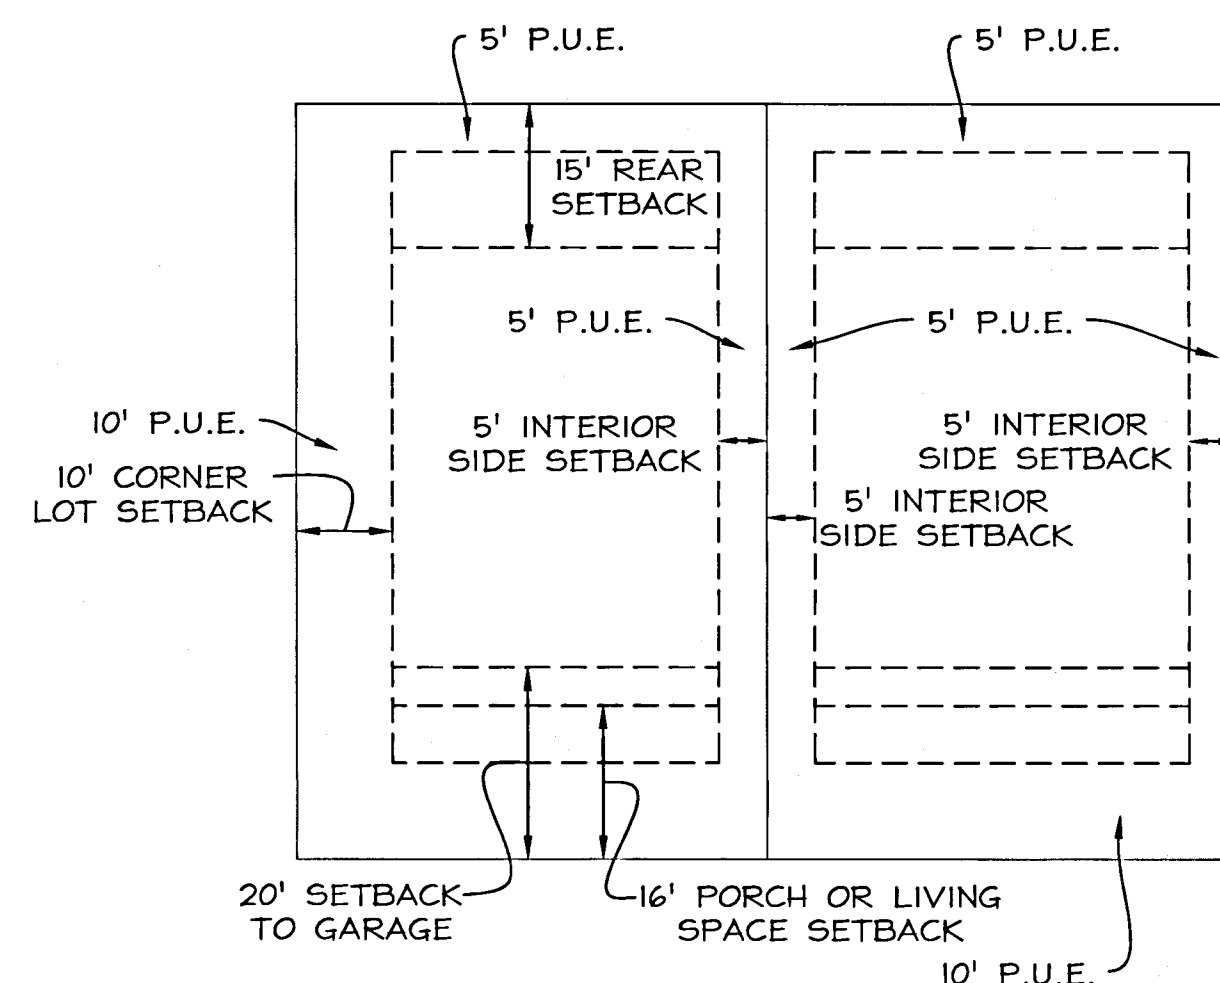 5' P.U.E.
5' P.U.E.
15' REAR
SETBACK
5' P.U.E.
5' P.U.E.
10' P.U.E.
10' CORNER
LOT SETBACK
5' INTERIOR
SIDE SETBACK
5' INTERIOR
SIDE SETBACK
5' INTERIOR
SIDE SETBACK
20' SETBACK
TO GARAGE
16' PORCH OR LIVING
SPACE SETBACK
10' P.U.E.